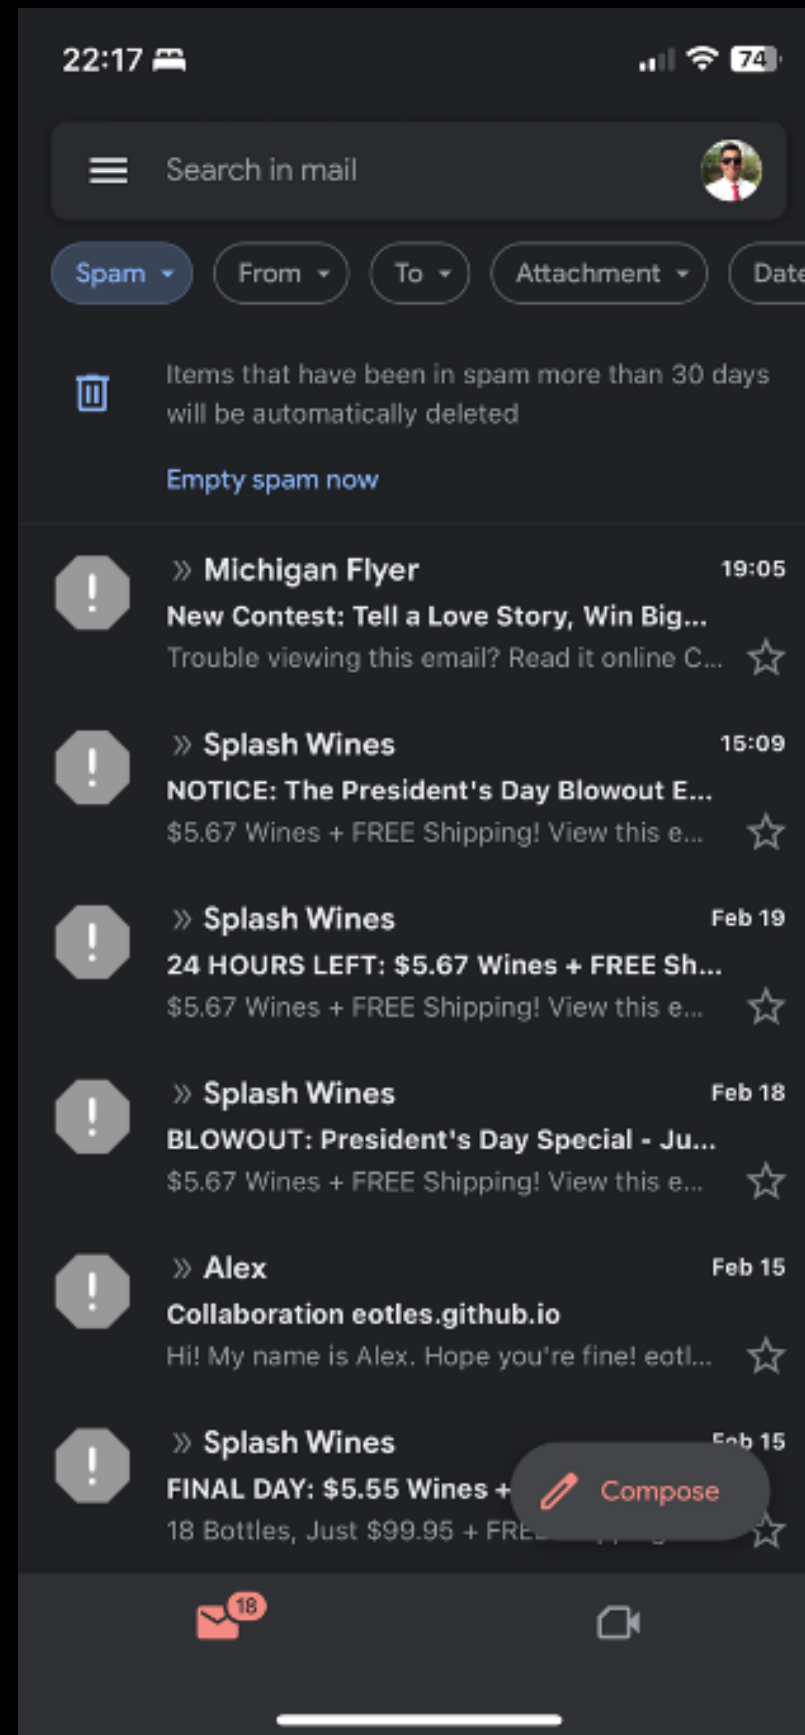 22:17
74
Search in mail
Spam From To Attachment Date
Items that have been in spam more than 30 days
will be automatically deleted
Empty spam now
» Michigan Flyer 19:05
New Contest: Tell a Love Story, Win Big...
Trouble viewing this email? Read it online C...
» Splash Wines 15:09
NOTICE: The President's Day Blowout E...
$5.67 Wines + FREE Shipping! View this e...
» Splash Wines Feb 19
24 HOURS LEFT: $5.67 Wines + FREE Sh...
$5.67 Wines + FREE Shipping! View this e...
» Splash Wines Feb 18
BLOWOUT: President's Day Special - Ju...
$5.67 Wines + FREE Shipping! View this e...
» Alex Feb 15
Collaboration eotles.github.io
Hi! My name is Alex. Hope you're fine! eotl...
» Splash Wines Feb 15
FINAL DAY: $5.55 Wines +
Compose
18 Bottles, Just $99.95 + FREE
18